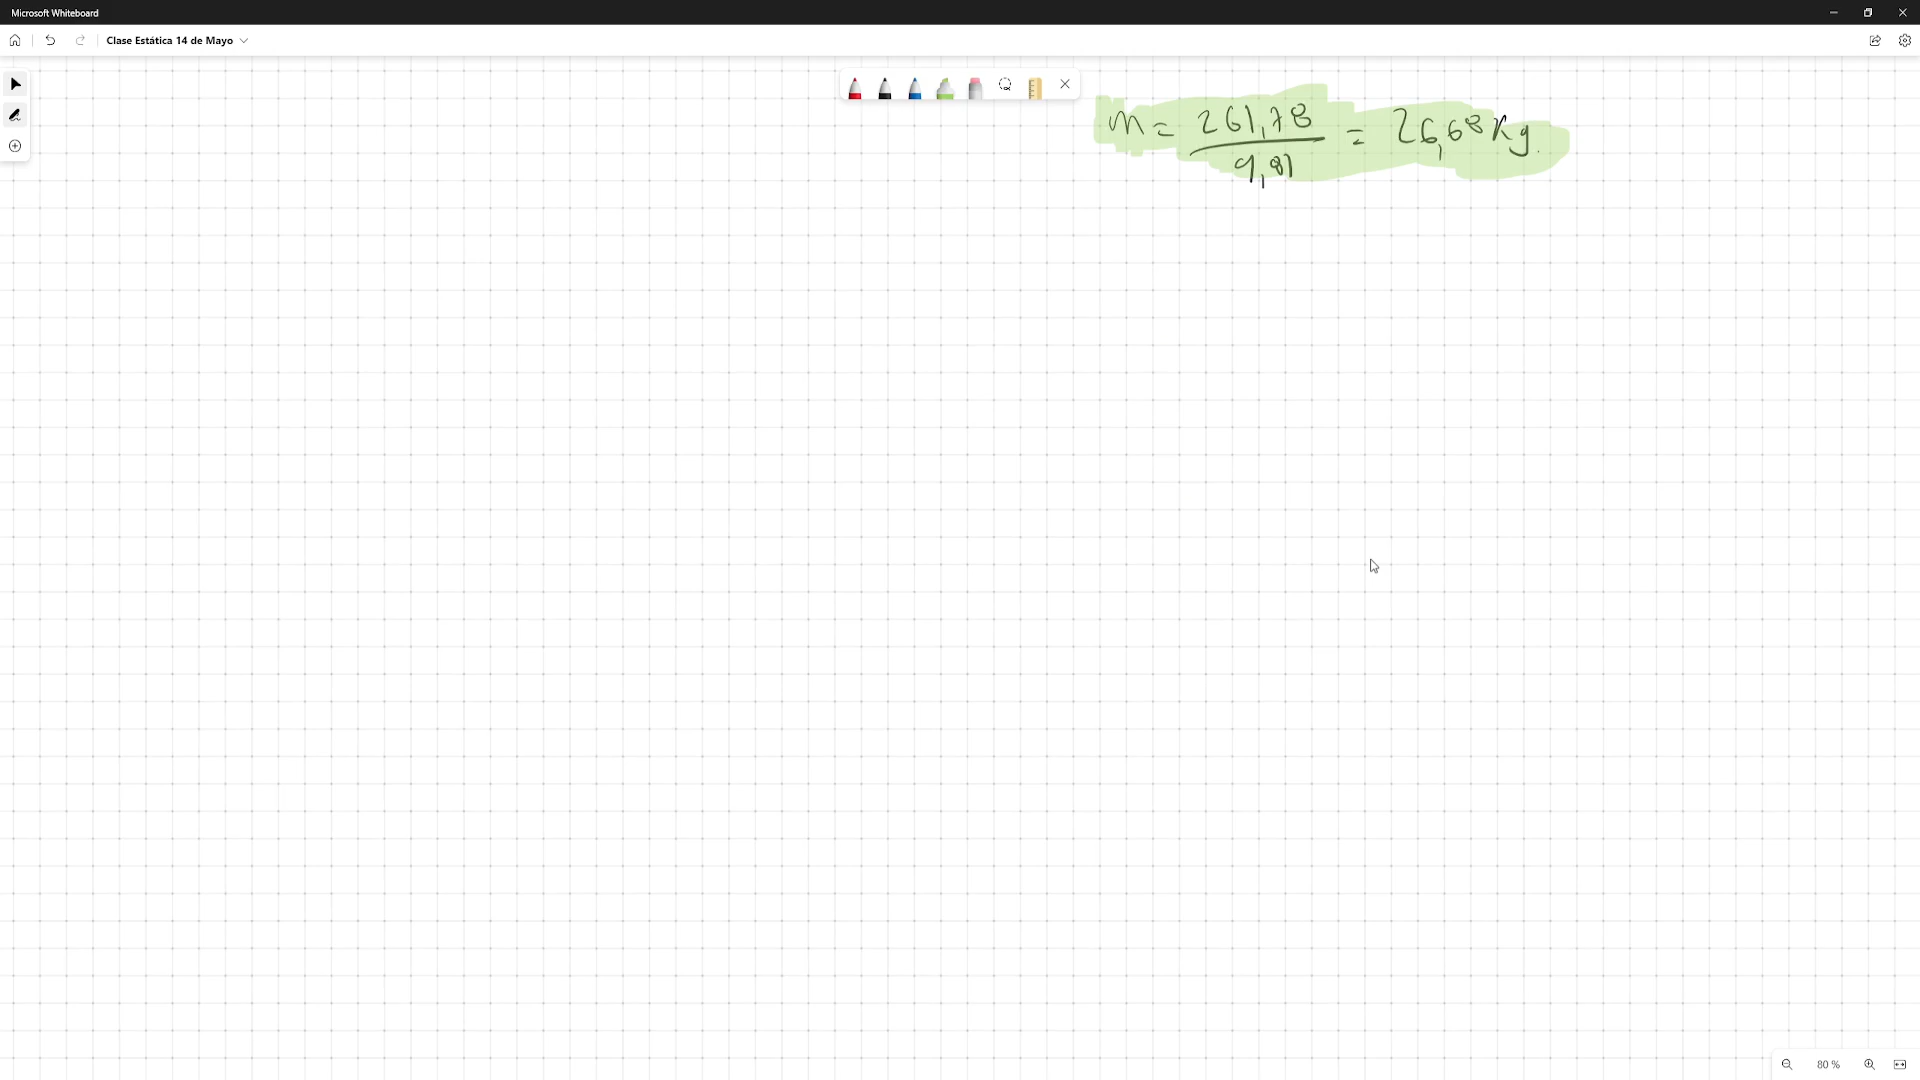 Microsoft Whiteboard
Clase Estática 14 de Mayo
m = 261,78 / 9,81 = 26,68 Kg.
80 %